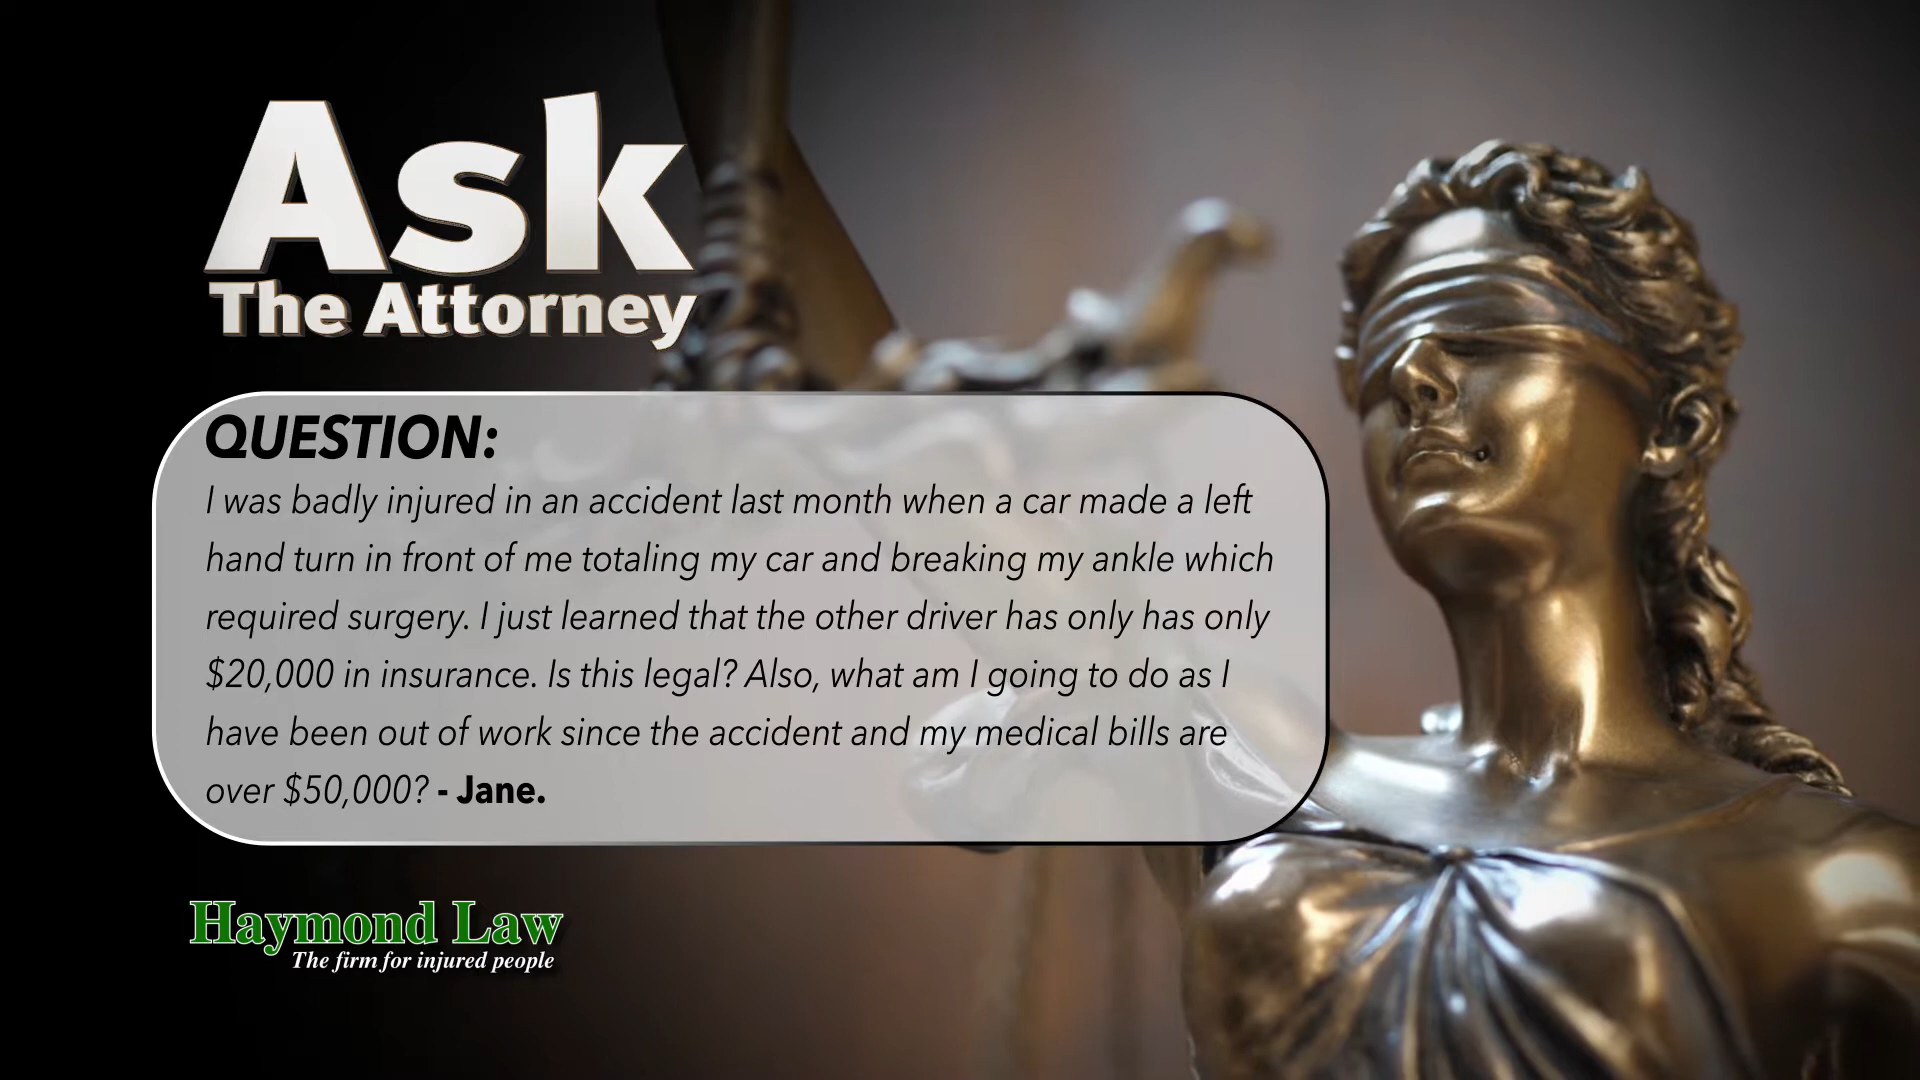 Ask
The Attorney
QUESTION:
I was badly injured in an accident last month when a car made a left
hand turn in front of me totaling my car and breaking my ankle which
required surgery. I just learned that the other driver has only has only
$20,000 in insurance. Is this legal? Also, what am I going to do as I
have been out of work since the accident and my medical bills are
over $50,000? - Jane.
Haymond Law
The firm for injured people